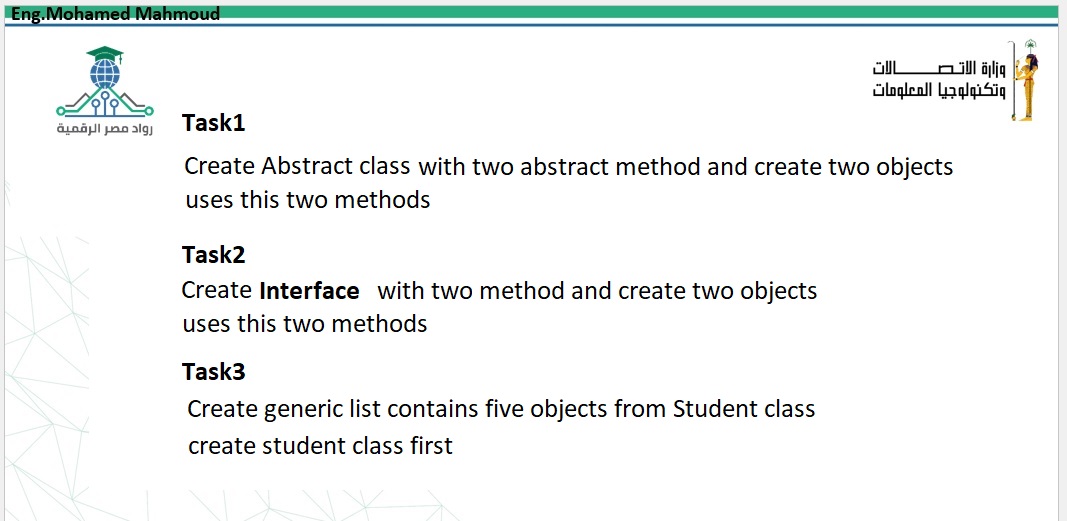 Eng.Mohamed Mahmoud
رواد مصر الرقمية
وزارة الاتصـــــالات
وتكنولوجيا المعلومات
Task1
Create Abstract class with two abstract method and create two objects
uses this two methods
Task2
Create Interface with two method and create two objects
uses this two methods
Task3
Create generic list contains five objects from Student class
create student class first